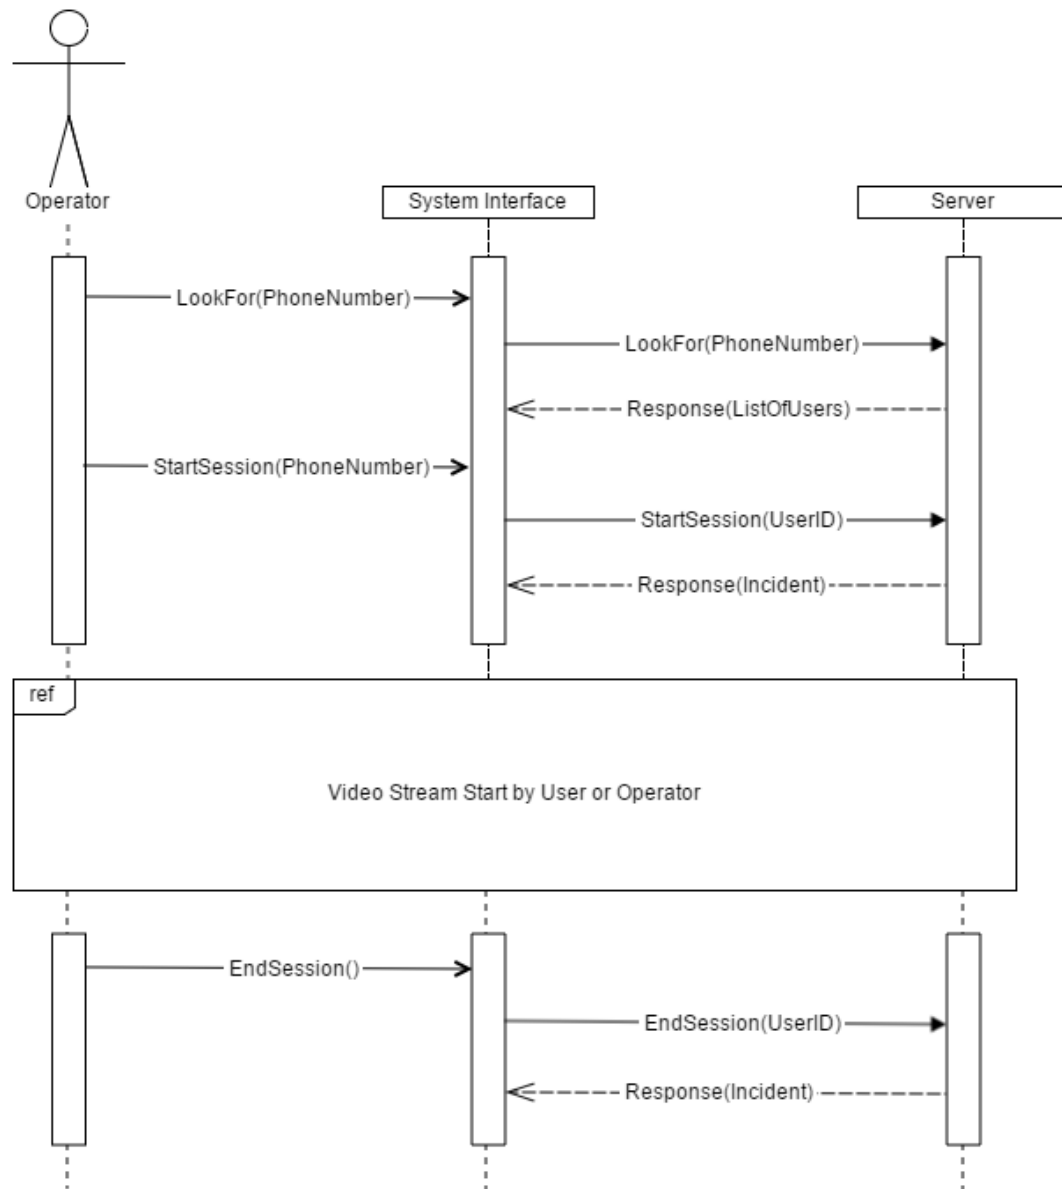 Operator
System Interface
Server
LookFor(PhoneNumber)
LookFor(PhoneNumber)
Response(ListOfUsers)
StartSession(PhoneNumber)
StartSession(UserID)
Response(Incident)
ref
Video Stream Start by User or Operator
EndSession()
EndSession(UserID)
Response(Incident)